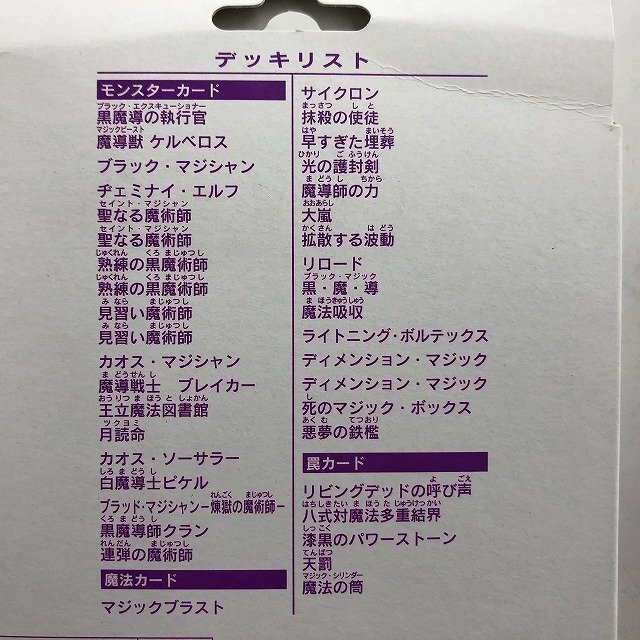 デッキリスト
モンスターカード
ブラック・エクスキューショナー
黒魔導の執行官
マジックビースト
魔導獣 ケルベロス
ブラック・マジシャン
ヂェミナイ・エルフ
セイント・マジシャン
聖なる魔術師
セイント・マジシャン
聖なる魔術師
じゅくれん くろ まじゅつし
熟練の黒魔術師
じゅくれん くろ まじゅつし
熟練の黒魔術師
み なら まじゅつし
見習い魔術師
み なら まじゅつし
見習い魔術師
カオス・マジシャン
ま どうせん し
魔導戦士 ブレイカー
おうりつ ま ほう と しょかん
王立魔法図書館
ツクヨミ
月読命
カオス・ソーサラー
しろ ま どう し
白魔導士ピケル
れんごく まじゅつし
ブラッド・マジシャン−煉獄の魔術師−
くろ ま どう し
黒魔導師クラン
れんだん まじゅつし
連弾の魔術師
魔法カード
マジックブラスト
サイクロン
まっさつ し と
抹殺の使徒
はや まいそう
早すぎた埋葬
ひかり ご ふうけん
光の護封剣
ま どう し ちから
魔導師の力
おおあらし
大嵐
かくさん は どう
拡散する波動
リロード
ブラック・マジック
黒・魔・導
ま ほうきゅうしゅう
魔法吸収
ライトニング・ボルテックス
ディメンション・マジック
ディメンション・マジック
し
死のマジック・ボックス
あく む てつおり
悪夢の鉄檻
罠カード
よ ごえ
リビングデッドの呼び声
はちしきたい ま ほう た じゅうけっかい
八式対魔法多重結界
しっこく
漆黒のパワーストーン
てんばつ
天罰
マジック・シリンダー
魔法の筒